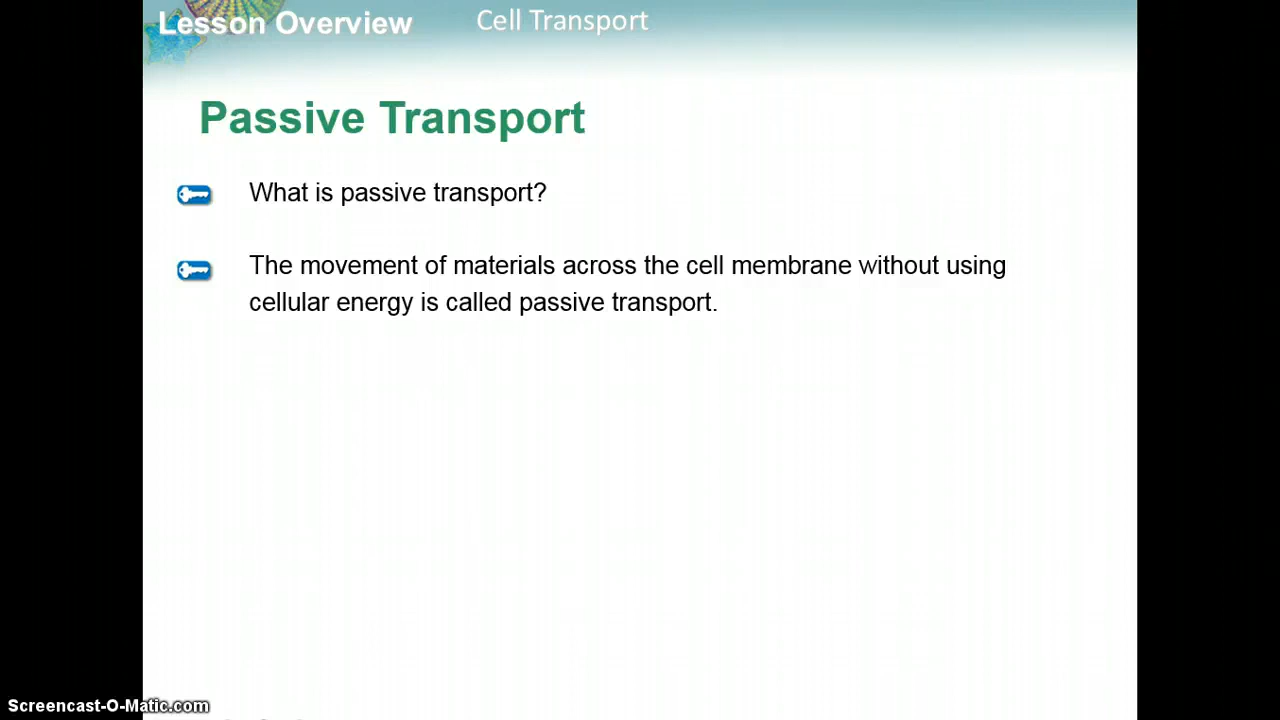 Lesson Overview Cell Transport
Passive Transport
What is passive transport?
The movement of materials across the cell membrane without using
cellular energy is called passive transport.
Screencast-O-Matic.com